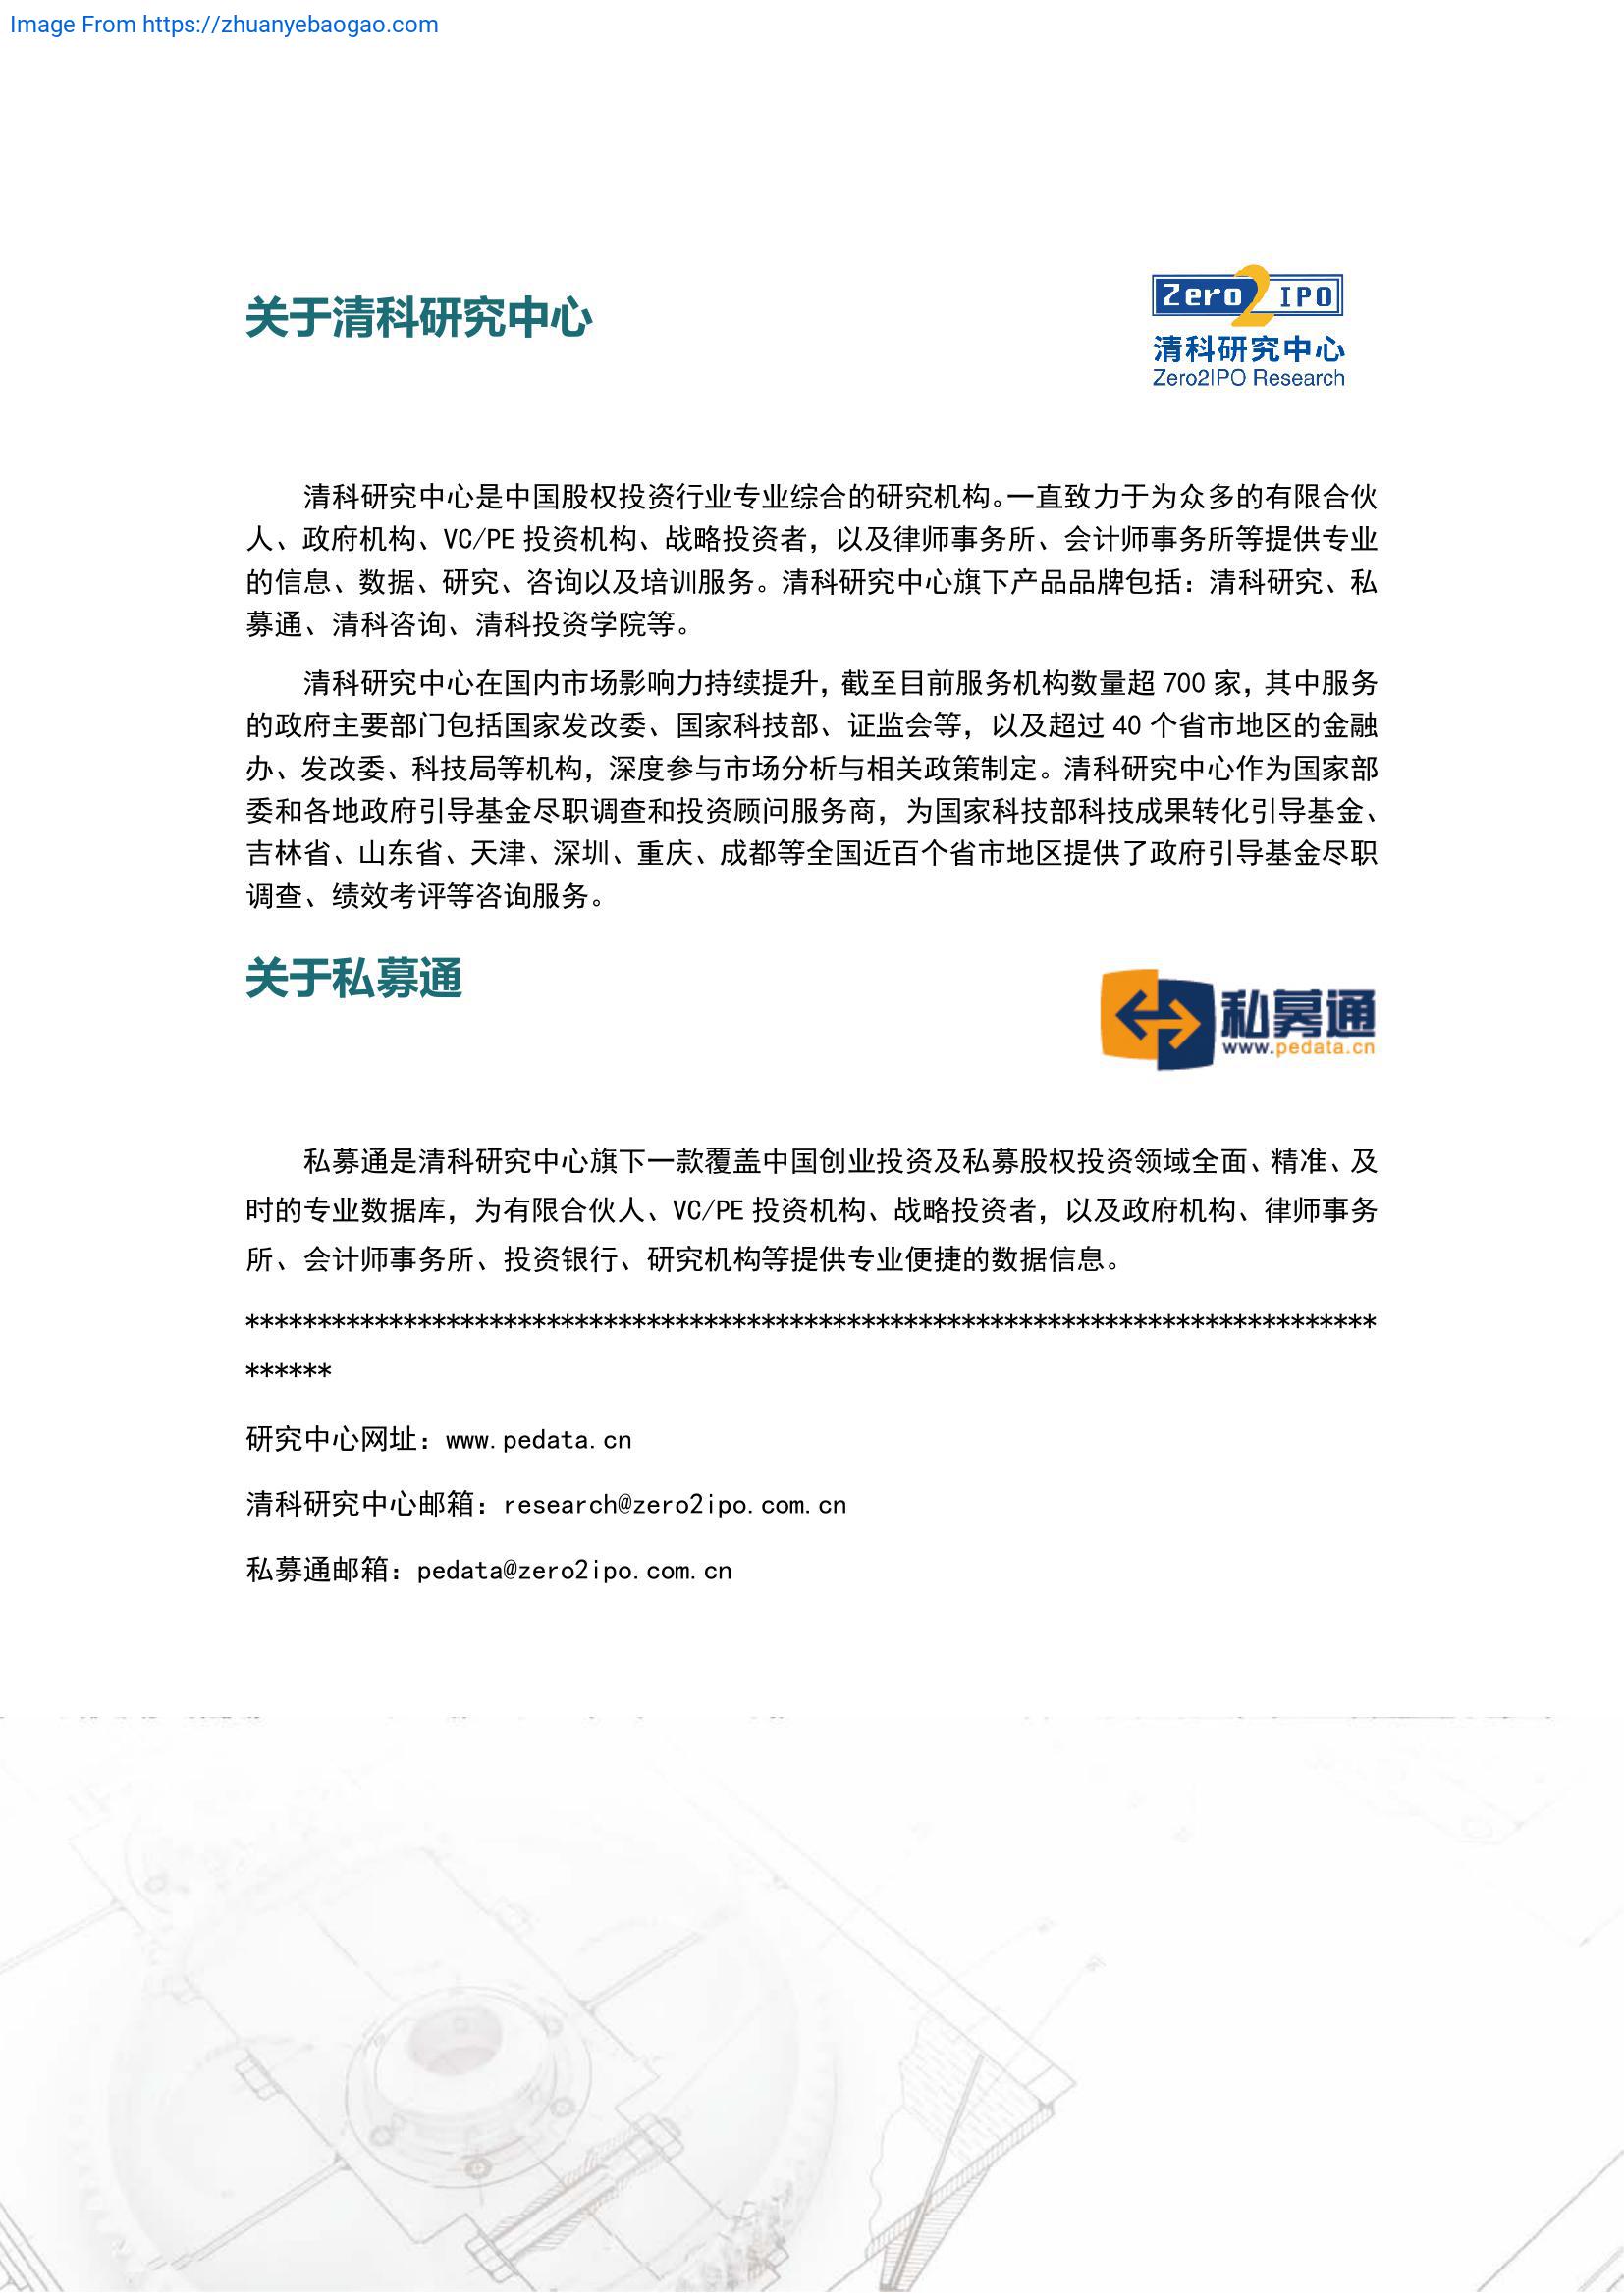 Image From https://zhuanyebaogao.com
关于清科研究中心
Zero2IPO
清科研究中心
Zero2IPO Research
清科研究中心是中国股权投资行业专业综合的研究机构。一直致力于为众多的有限合伙
人、政府机构、VC/PE 投资机构、战略投资者，以及律师事务所、会计师事务所等提供专业
的信息、数据、研究、咨询以及培训服务。清科研究中心旗下产品品牌包括：清科研究、私
募通、清科咨询、清科投资学院等。
清科研究中心在国内市场影响力持续提升，截至目前服务机构数量超 700 家，其中服务
的政府主要部门包括国家发改委、国家科技部、证监会等，以及超过 40 个省市地区的金融
办、发改委、科技局等机构，深度参与市场分析与相关政策制定。清科研究中心作为国家部
委和各地政府引导基金尽职调查和投资顾问服务商，为国家科技部科技成果转化引导基金、
吉林省、山东省、天津、深圳、重庆、成都等全国近百个省市地区提供了政府引导基金尽职
调查、绩效考评等咨询服务。
关于私募通
私募通
www.pedata.cn
私募通是清科研究中心旗下一款覆盖中国创业投资及私募股权投资领域全面、精准、及
时的专业数据库，为有限合伙人、VC/PE 投资机构、战略投资者，以及政府机构、律师事务
所、会计师事务所、投资银行、研究机构等提供专业便捷的数据信息。
*******************************************************************************
******
研究中心网址：www.pedata.cn
清科研究中心邮箱：research@zero2ipo.com.cn
私募通邮箱：pedata@zero2ipo.com.cn